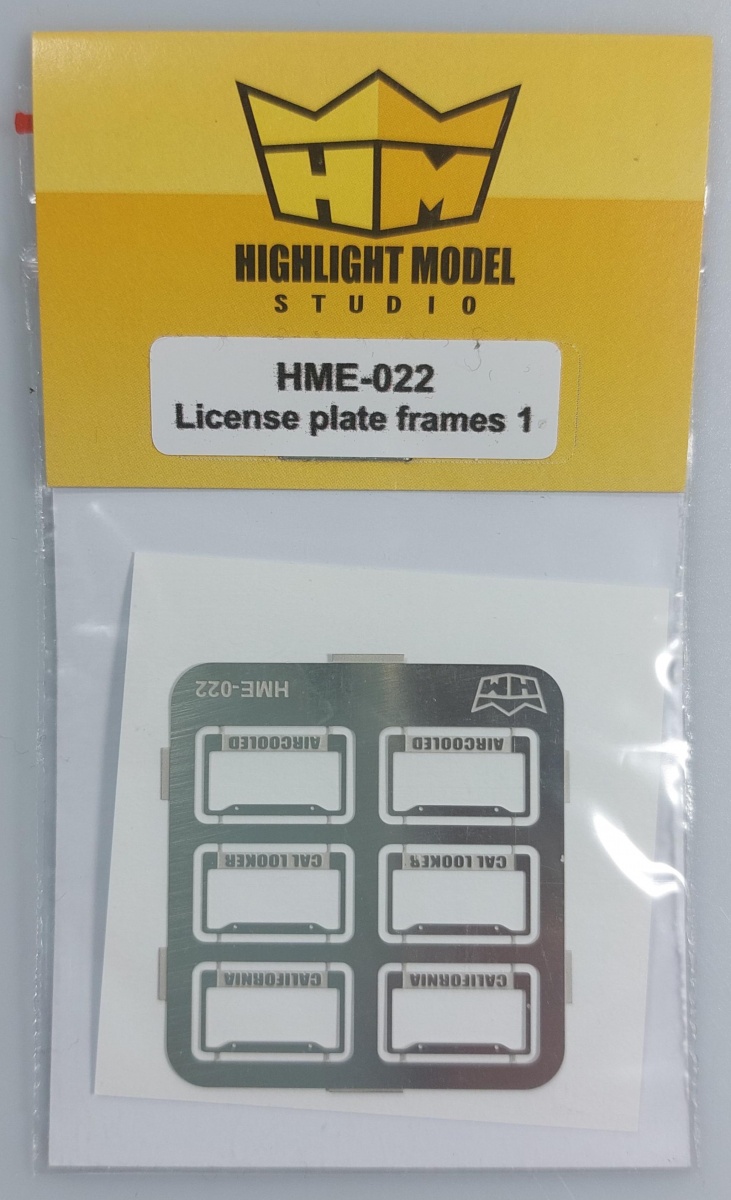 HM
HIGHLIGHT MODEL
STUDIO
HME-022
License plate frames 1
HME-022
HM
AIRCOOLED
AIRCOOLED
CAL LOOKER
CAL LOOKER
CALIFORNIA
CALIFORNIA